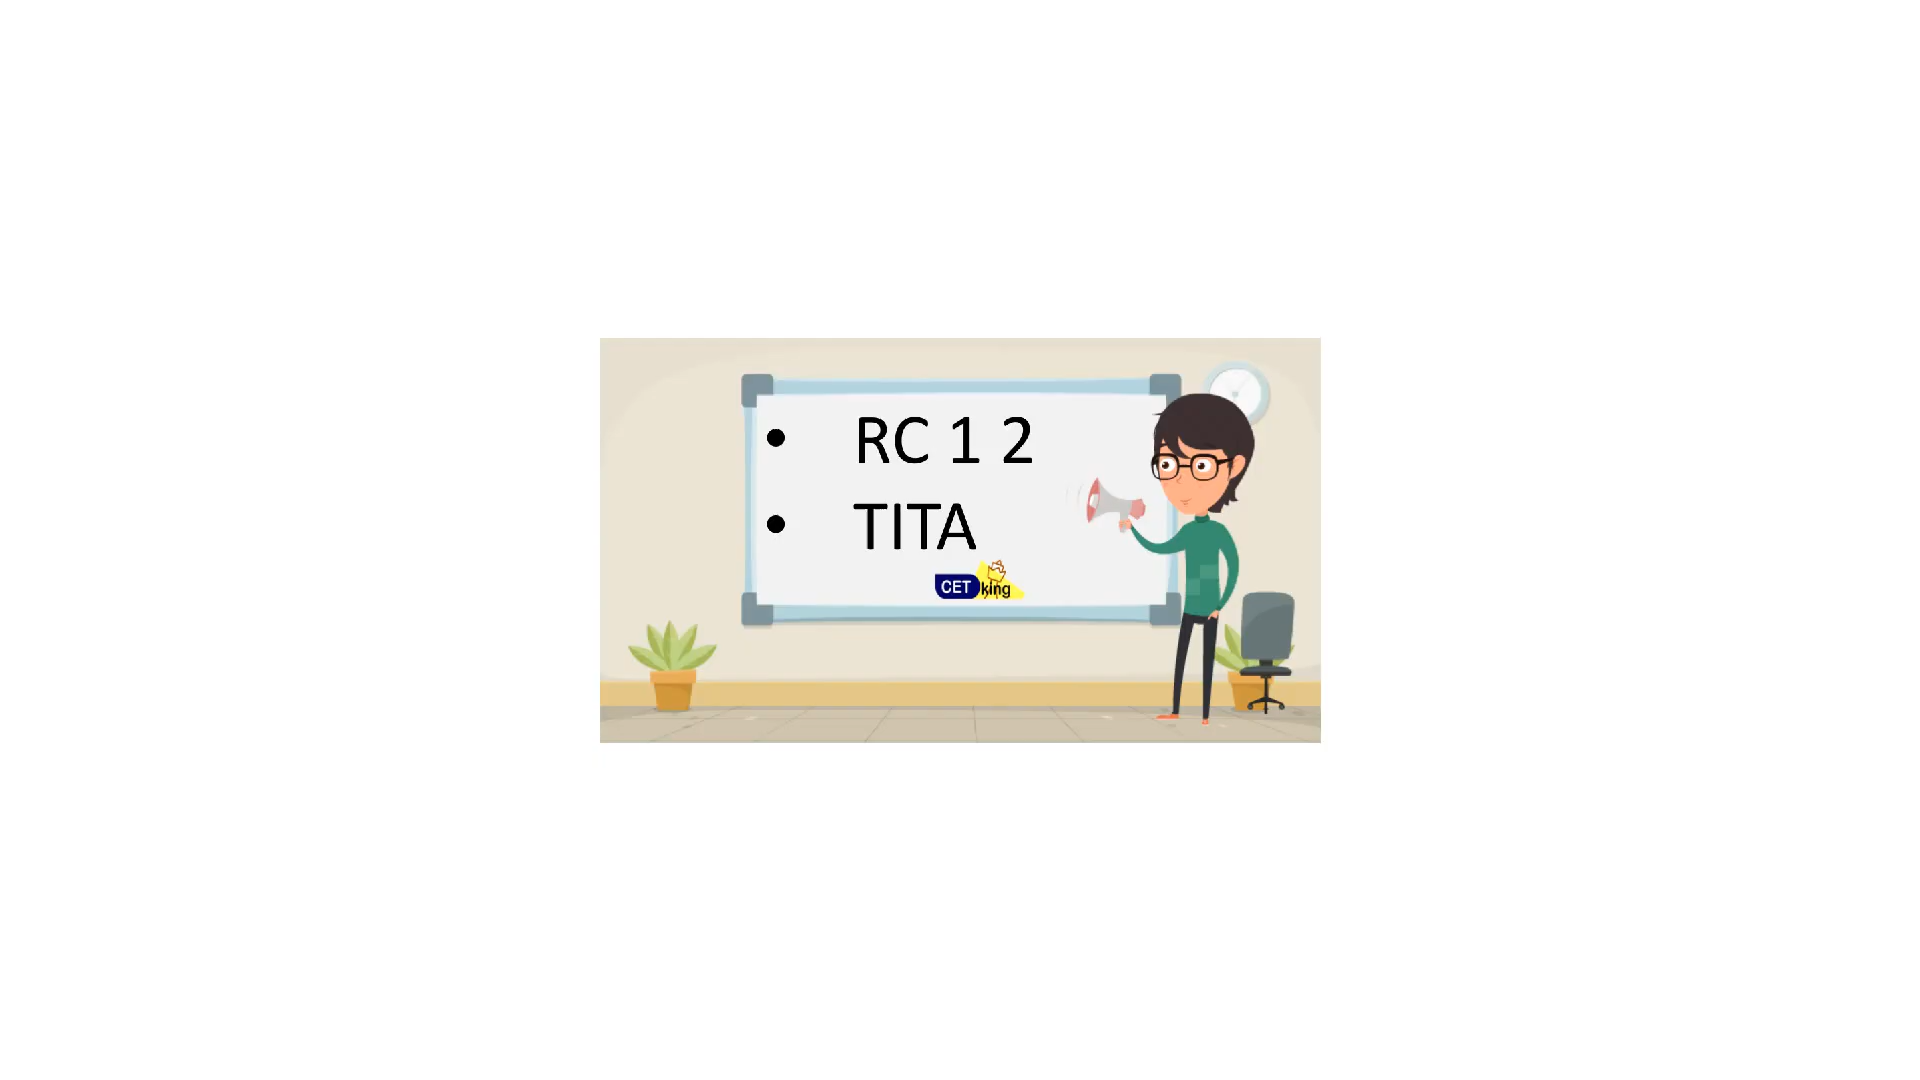 • RC 1 2
• TITA
CET king